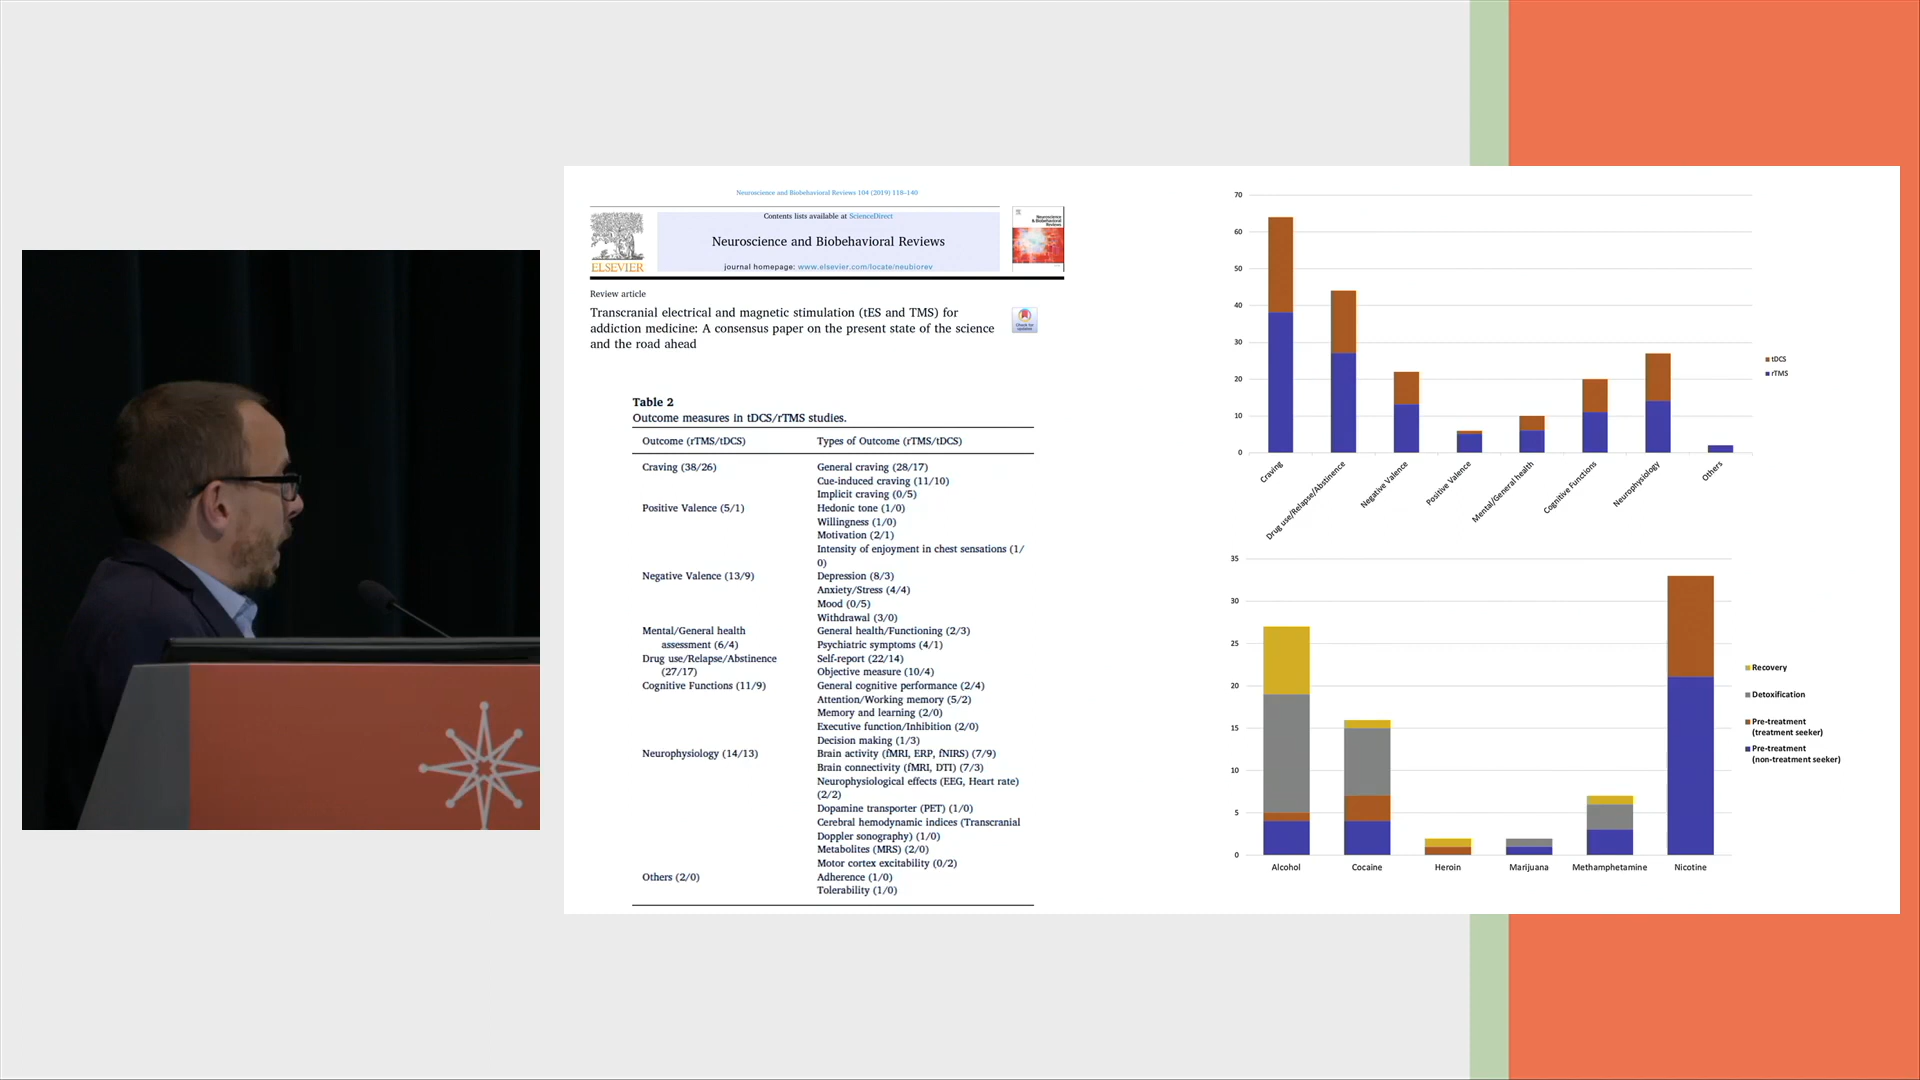 Neuroscience and Biobehavioral Reviews 104 (2019) 118–140
Contents lists available at ScienceDirect
Neuroscience and Biobehavioral Reviews
journal homepage: www.elsevier.com/locate/neubiorev
ELSEVIER
Neuroscience
& Biobehavioral
Reviews
Review article
Transcranial electrical and magnetic stimulation (tES and TMS) for
addiction medicine: A consensus paper on the present state of the science
and the road ahead
Check for
updates
Table 2
Outcome measures in tDCS/rTMS studies.
Outcome (rTMS/tDCS) Types of Outcome (rTMS/tDCS)
Craving (38/26) General craving (28/17)
Cue-induced craving (11/10)
Implicit craving (0/5)
Positive Valence (5/1) Hedonic tone (1/0)
Willingness (1/0)
Motivation (2/1)
Intensity of enjoyment in chest sensations (1/
0)
Negative Valence (13/9) Depression (8/3)
Anxiety/Stress (4/4)
Mood (0/5)
Withdrawal (3/0)
Mental/General health General health/Functioning (2/3)
assessment (6/4) Psychiatric symptoms (4/1)
Drug use/Relapse/Abstinence Self-report (22/14)
(27/17) Objective measure (10/4)
Cognitive Functions (11/9) General cognitive performance (2/4)
Attention/Working memory (5/2)
Memory and learning (2/0)
Executive function/Inhibition (2/0)
Decision making (1/3)
Neurophysiology (14/13) Brain activity (fMRI, ERP, fNIRS) (7/9)
Brain connectivity (fMRI, DTI) (7/3)
Neurophysiological effects (EEG, Heart rate)
(2/2)
Dopamine transporter (PET) (1/0)
Cerebral hemodynamic indices (Transcranial
Doppler sonography) (1/0)
Metabolites (MRS) (2/0)
Motor cortex excitability (0/2)
Others (2/0) Adherence (1/0)
Tolerability (1/0)
70
60
50
40
30
20
10
0
Craving
Drug use/Relapse/Abstinence
Negative Valence
Positive Valence
Mental/General health
Cognitive Functions
Neurophysiology
Others
tDCS
rTMS
35
30
25
20
15
10
5
0
Alcohol Cocaine Heroin Marijuana Methamphetamine Nicotine
Recovery
Detoxification
Pre-treatment
(treatment seeker)
Pre-treatment
(non-treatment seeker)